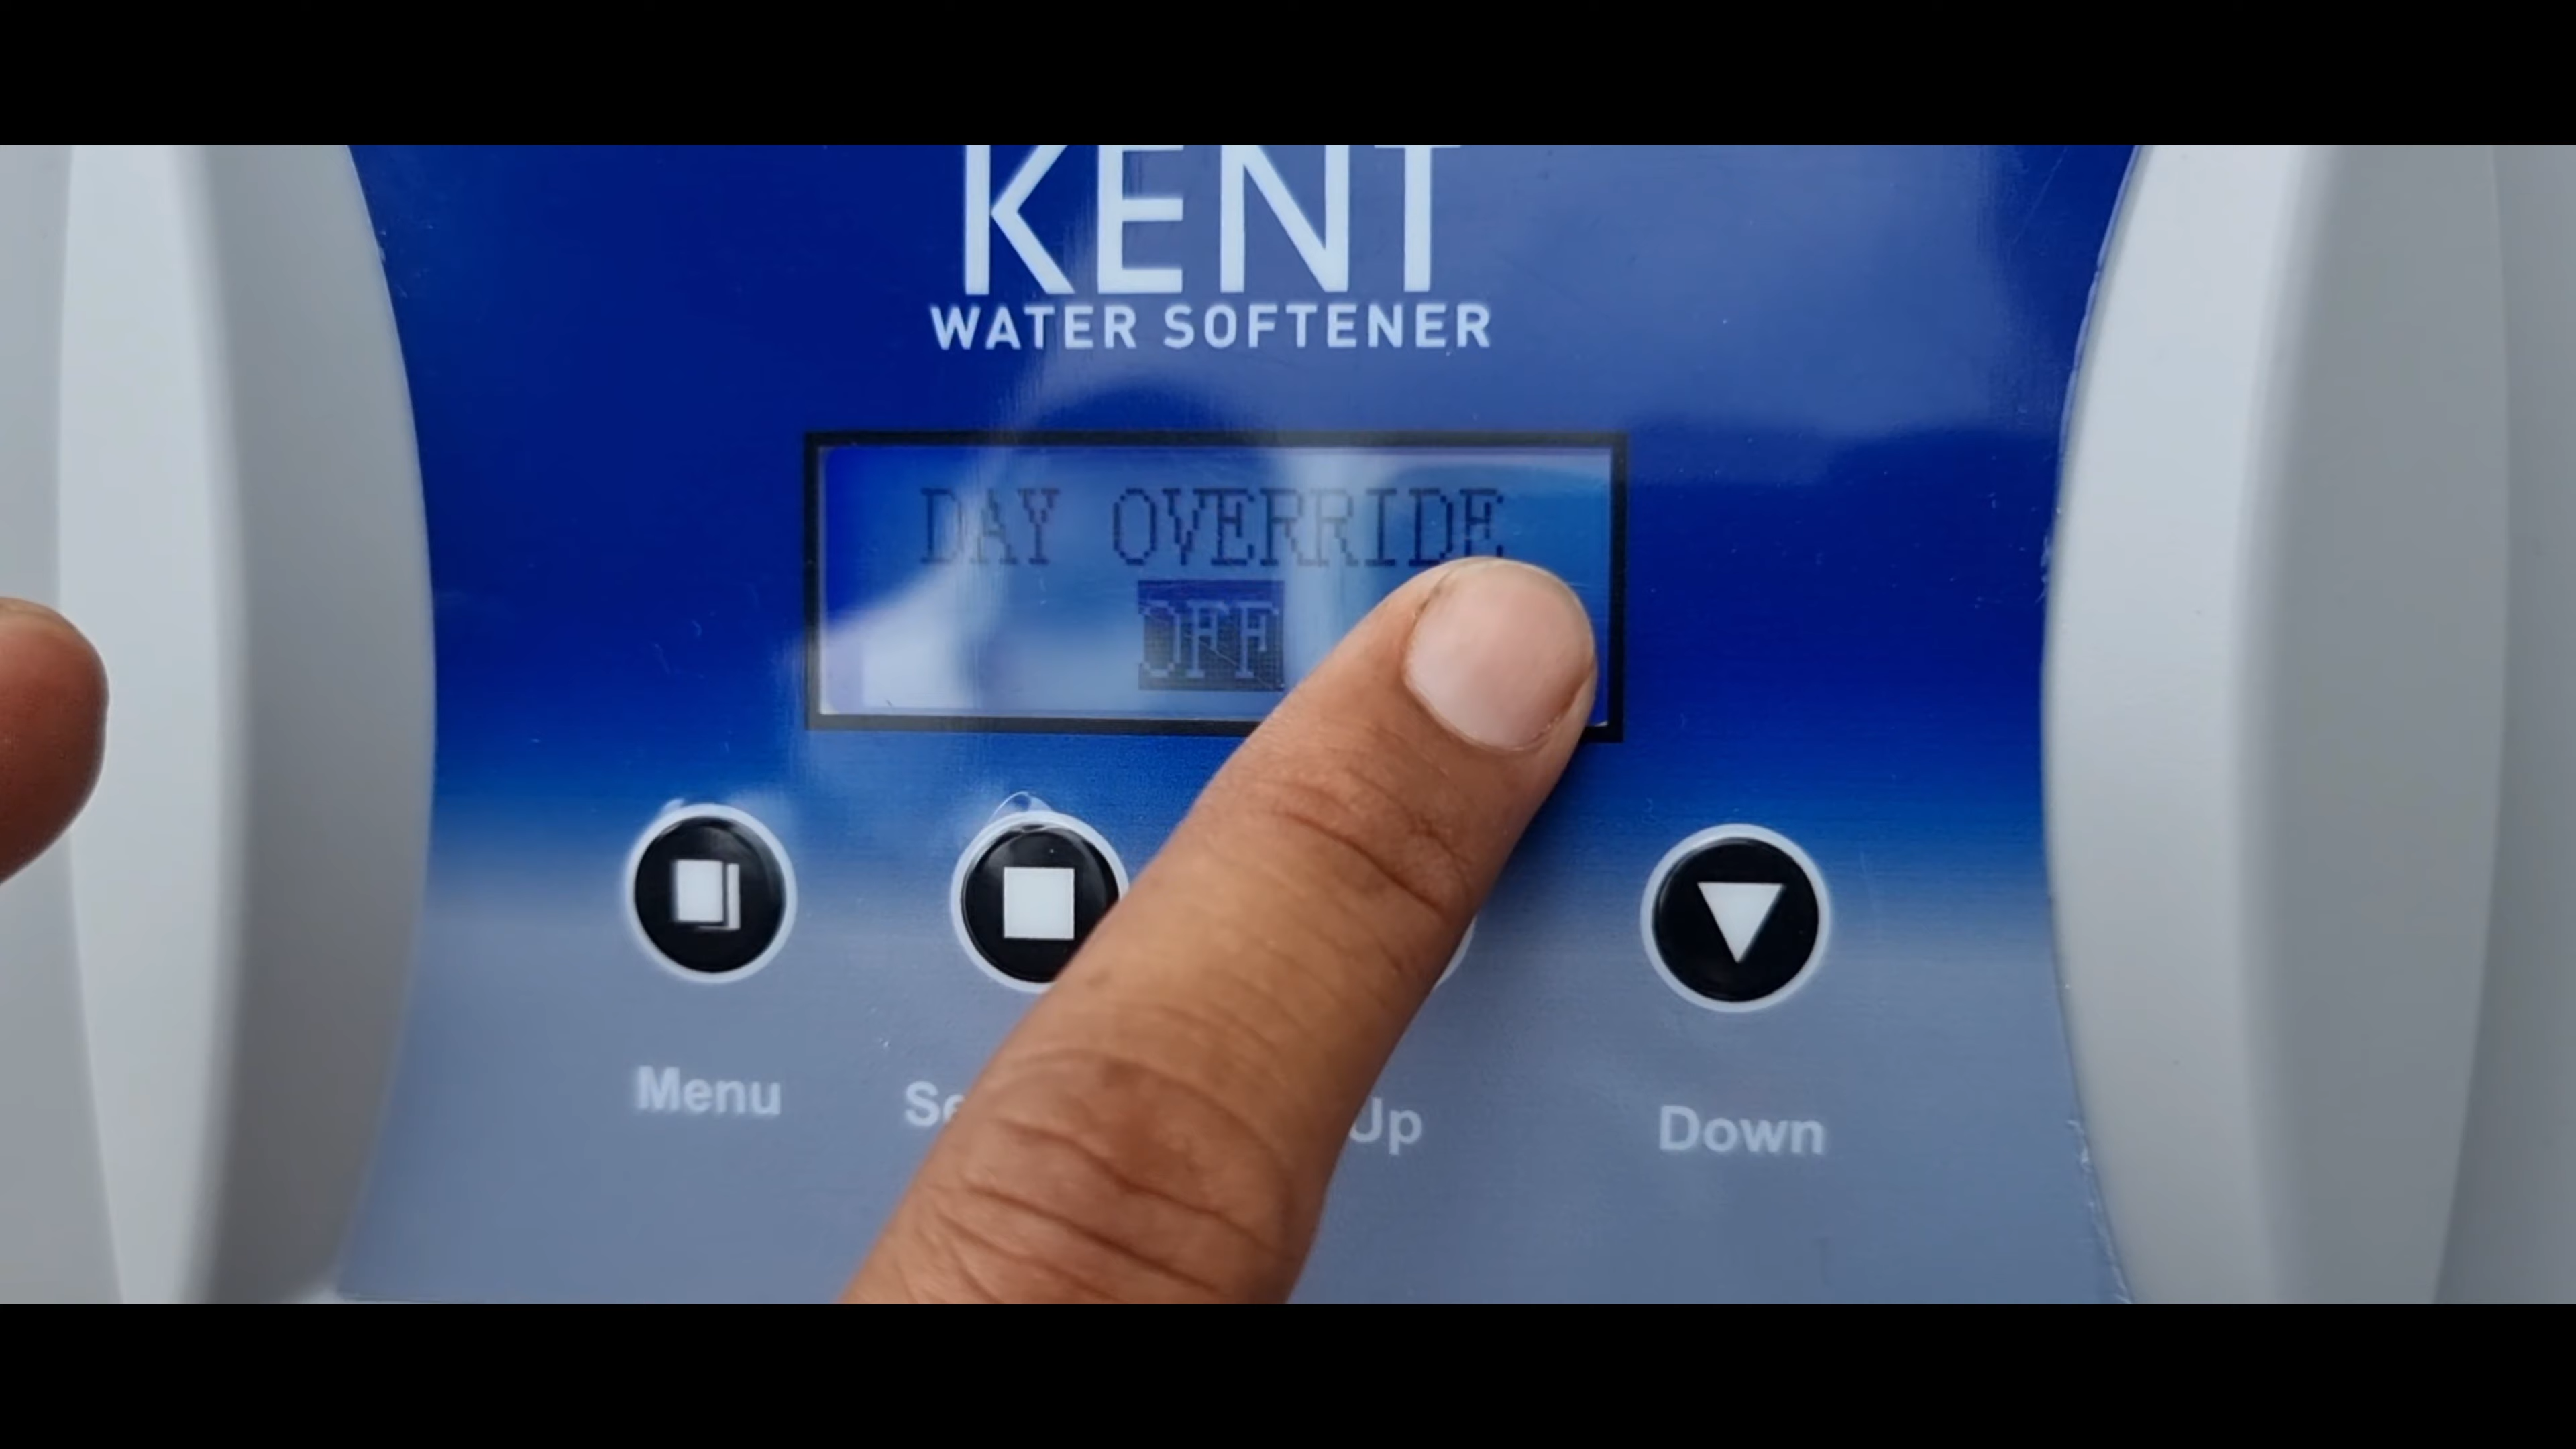 KENT
WATER SOFTENER
DAY OVERRIDE
OFF
Menu
Up
Down